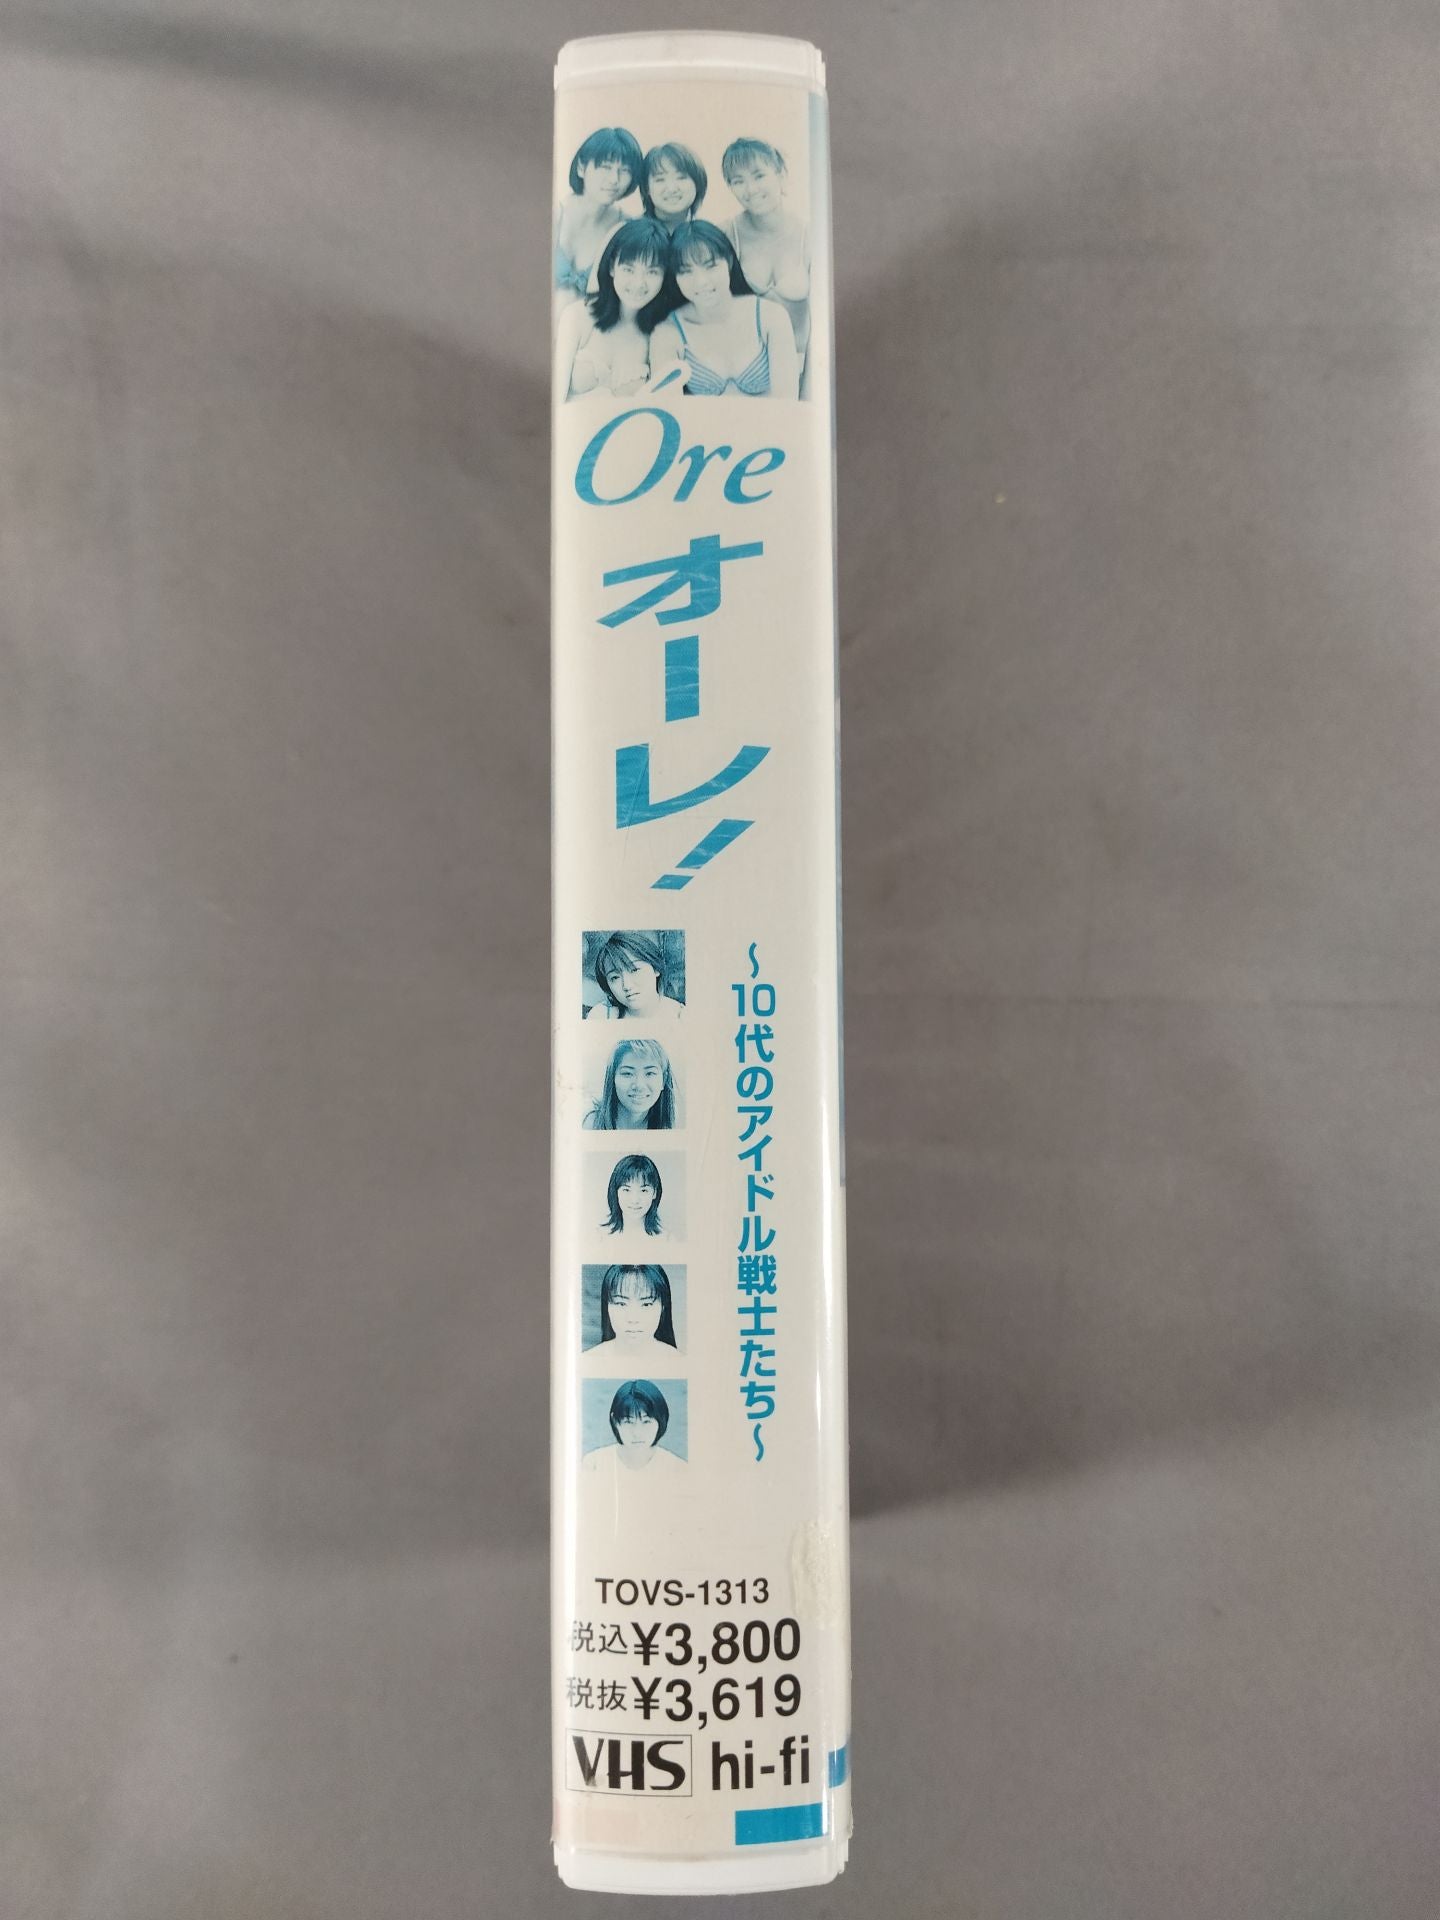 Óre
オーレ!
～10代のアイドル戦士たち～
TOVS-1313
税込¥3,800
税抜¥3,619
VHS hi-fi